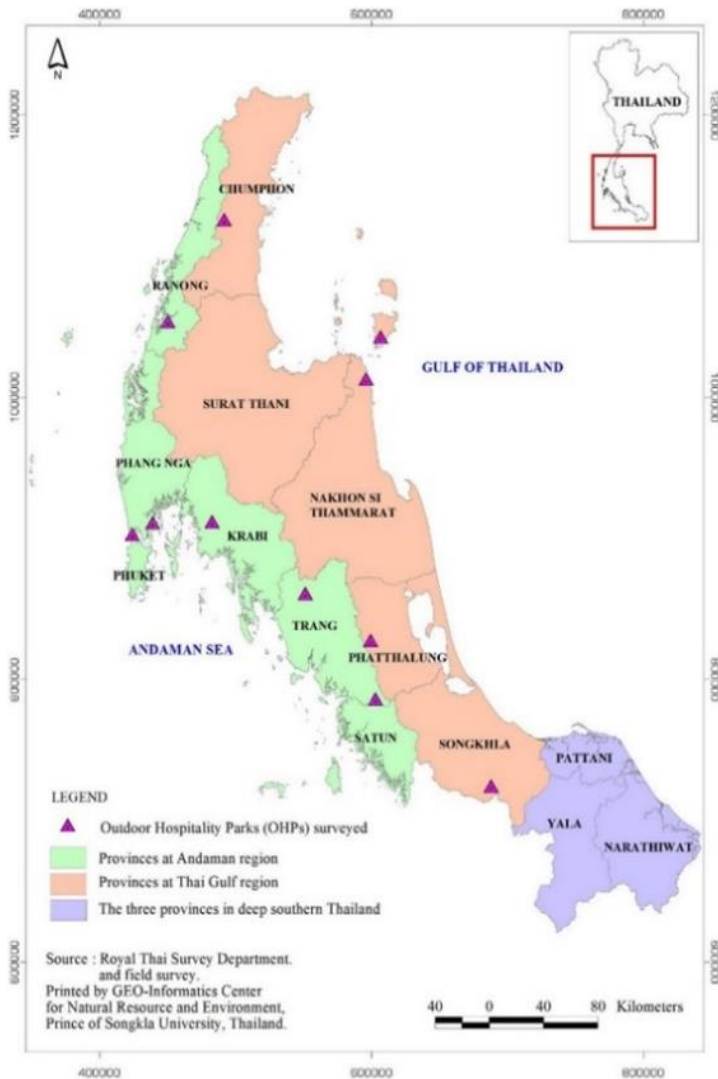 400000 600000 800000
N
1200000 1200000
THAILAND
CHUMPHON
RANONG
GULF OF THAILAND
1000000 1000000
SURAT THANI
PHANG NGA
NAKHON SI
THAMMARAT
KRABI
PHUKET
TRANG
ANDAMAN SEA
PHATTHALUNG
800000 800000
SATUN
SONGKHLA
PATTANI
YALA
NARATHIWAT
LEGEND
Outdoor Hospitality Parks (OHPs) surveyed
Provinces at Andaman region
Provinces at Thai Gulf region
The three provinces in deep southern Thailand
Source : Royal Thai Survey Department.
and field survey.
Printed by GEO-Informatics Center
for Natural Resource and Environment,
Prince of Songkla University, Thailand.
600000 600000
40 0 40 80 Kilometers
400000 600000 800000